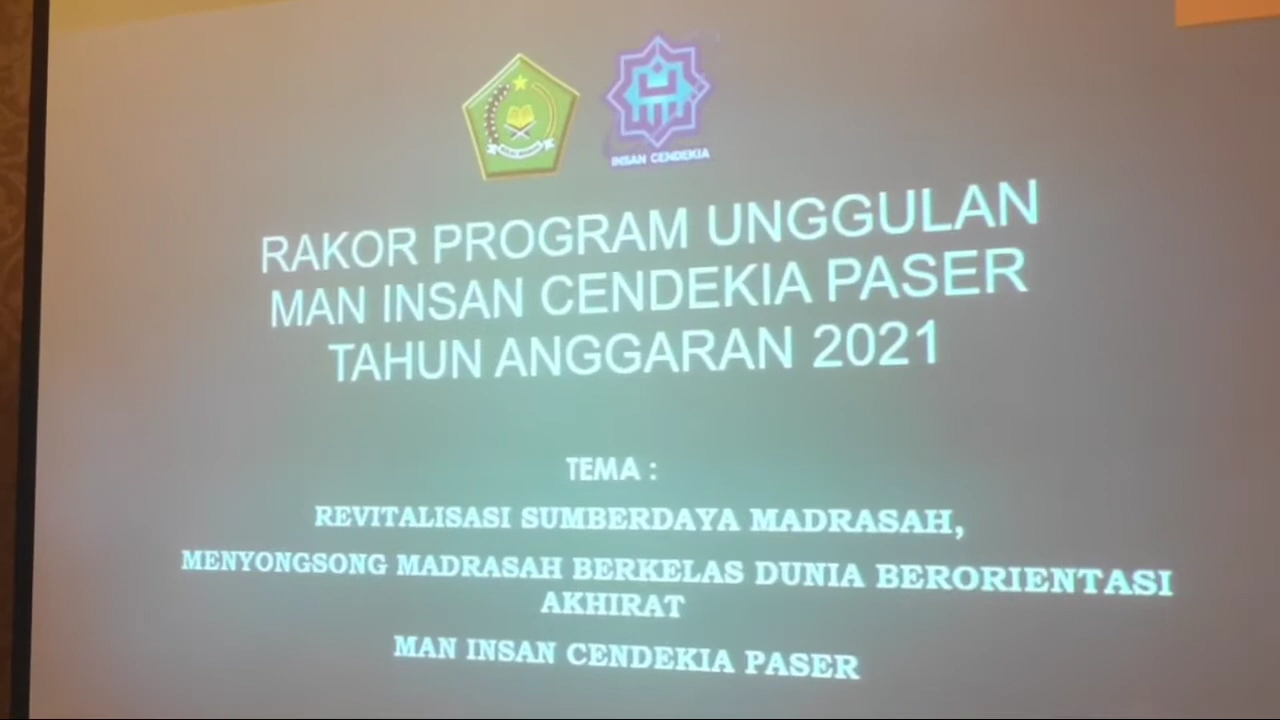 INSAN CENDEKIA
RAKOR PROGRAM UNGGULAN
MAN INSAN CENDEKIA PASER
TAHUN ANGGARAN 2021
TEMA :
REVITALISASI SUMBERDAYA MADRASAH,
MENYONGSONG MADRASAH BERKELAS DUNIA BERORIENTASI
AKHIRAT
MAN INSAN CENDEKIA PASER